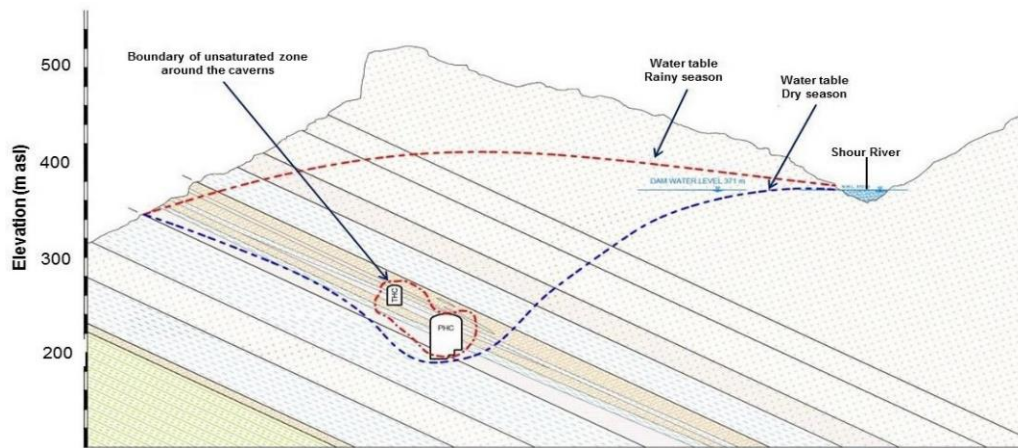 500
400
300
200
Elevation (m asl)
Boundary of unsaturated zone
around the caverns
Water table
Rainy season
Water table
Dry season
Shour River
DAM WATER LEVEL 371 m
THC
PHC